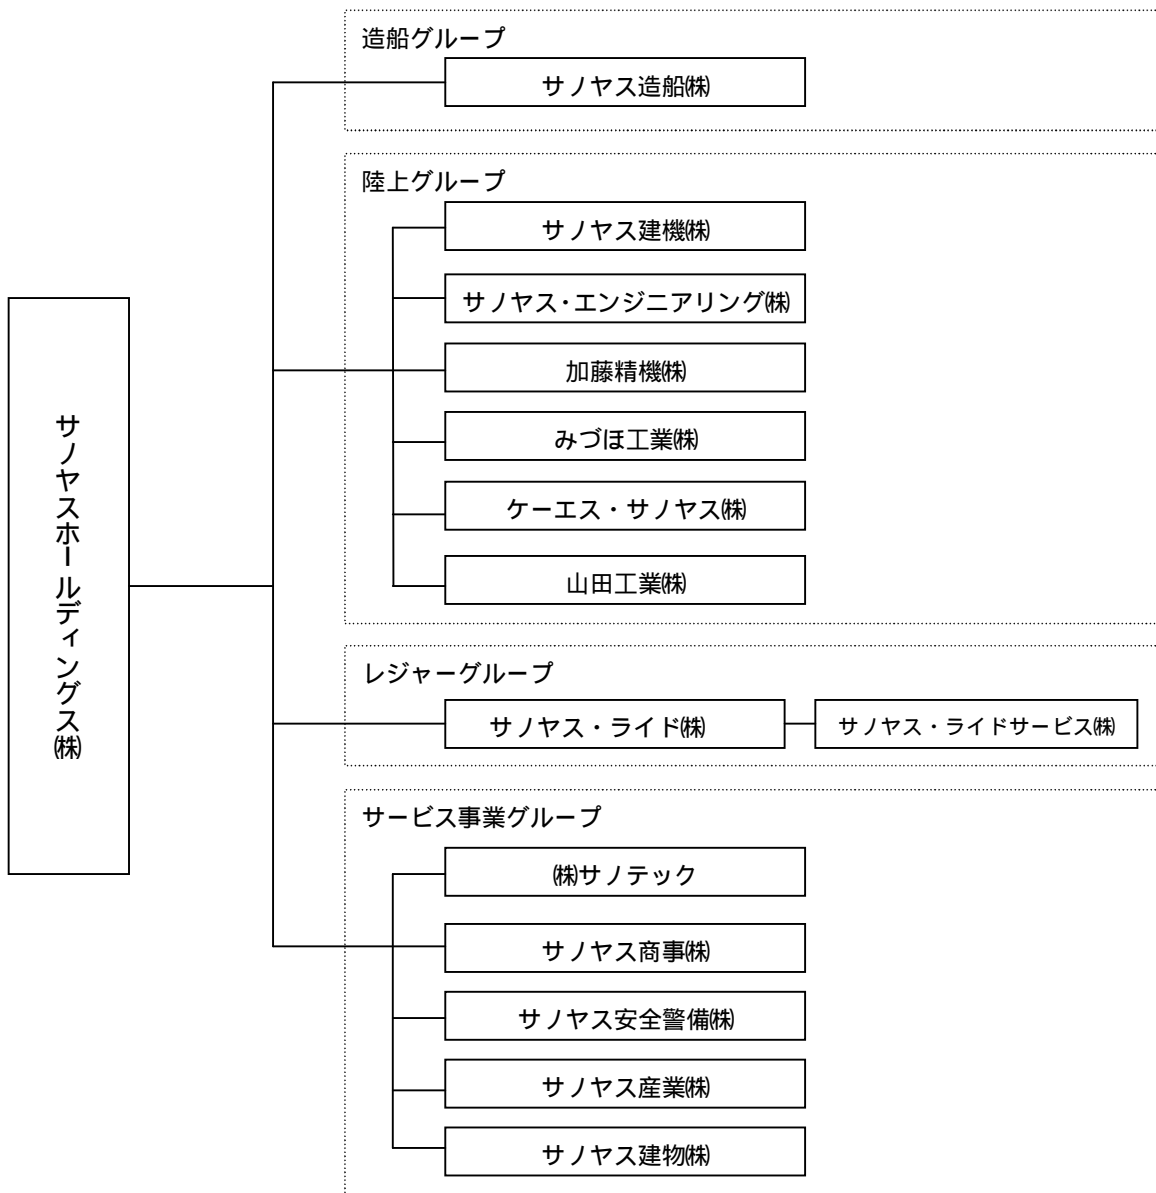 サノヤスホールディングス㈱
造船グループ
サノヤス造船㈱
陸上グループ
サノヤス建機㈱
サノヤス・エンジニアリング㈱
加藤精機㈱
みづほ工業㈱
ケーエス・サノヤス㈱
山田工業㈱
レジャーグループ
サノヤス・ライド㈱
サノヤス・ライドサービス㈱
サービス事業グループ
㈱サノテック
サノヤス商事㈱
サノヤス安全警備㈱
サノヤス産業㈱
サノヤス建物㈱